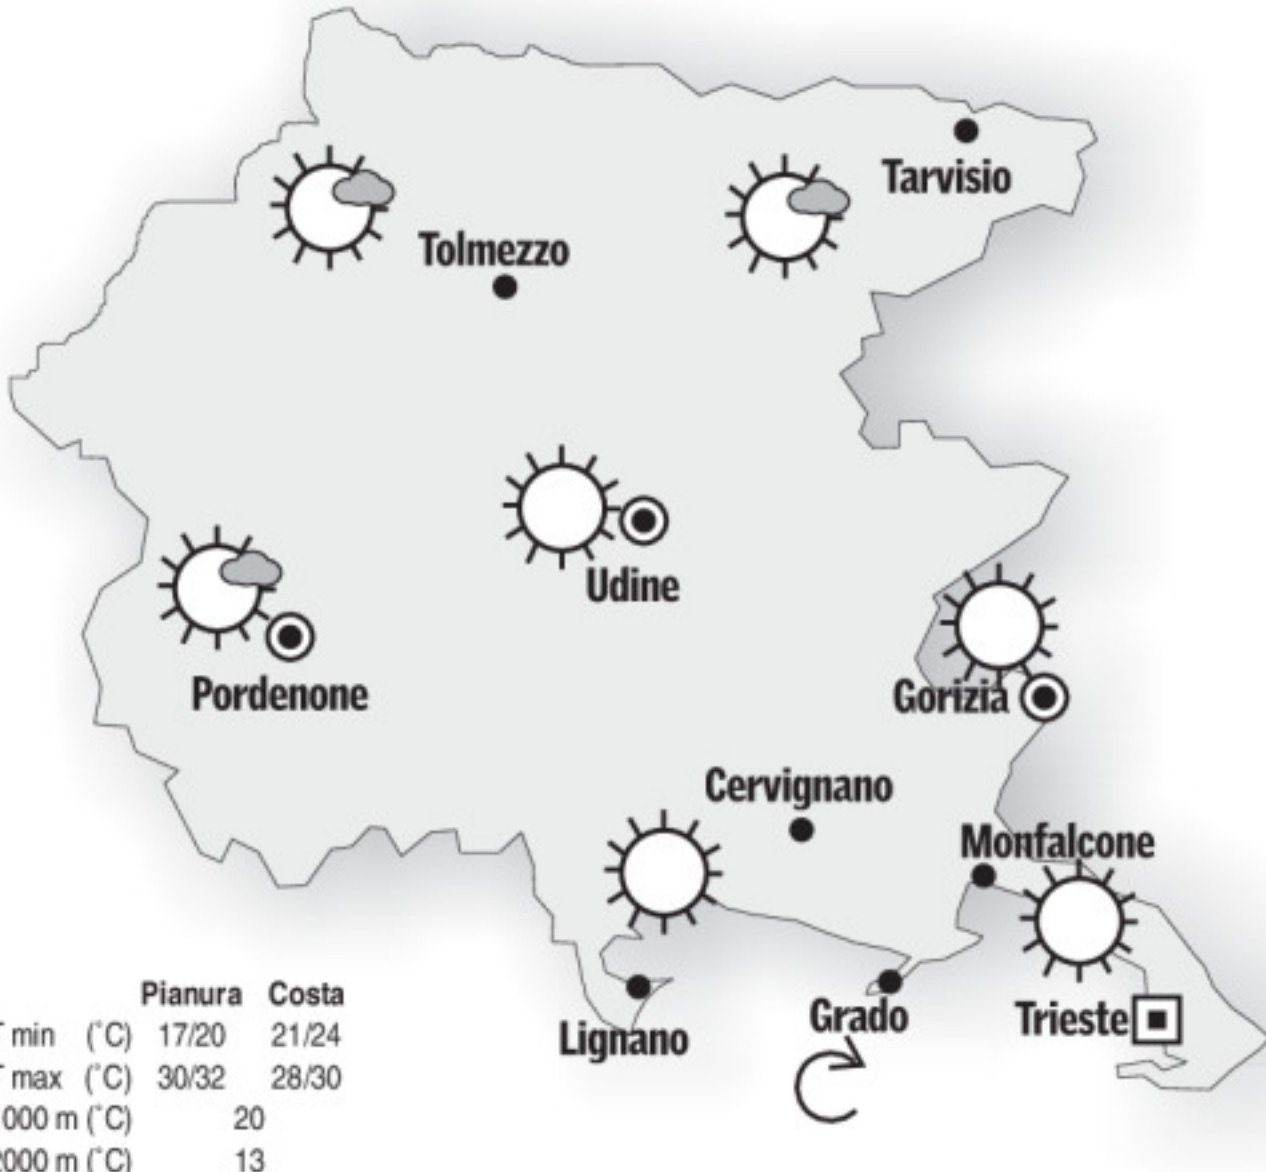 Tarvisio
Tolmezzo
Udine
Pordenone
Gorizia
Cervignano
Monfalcone
Grado
Trieste
Lignano
Pianura Costa
T min (°C) 17/20 21/24
T max (°C) 30/32 28/30
000 m (°C) 20
2000 m (°C) 13